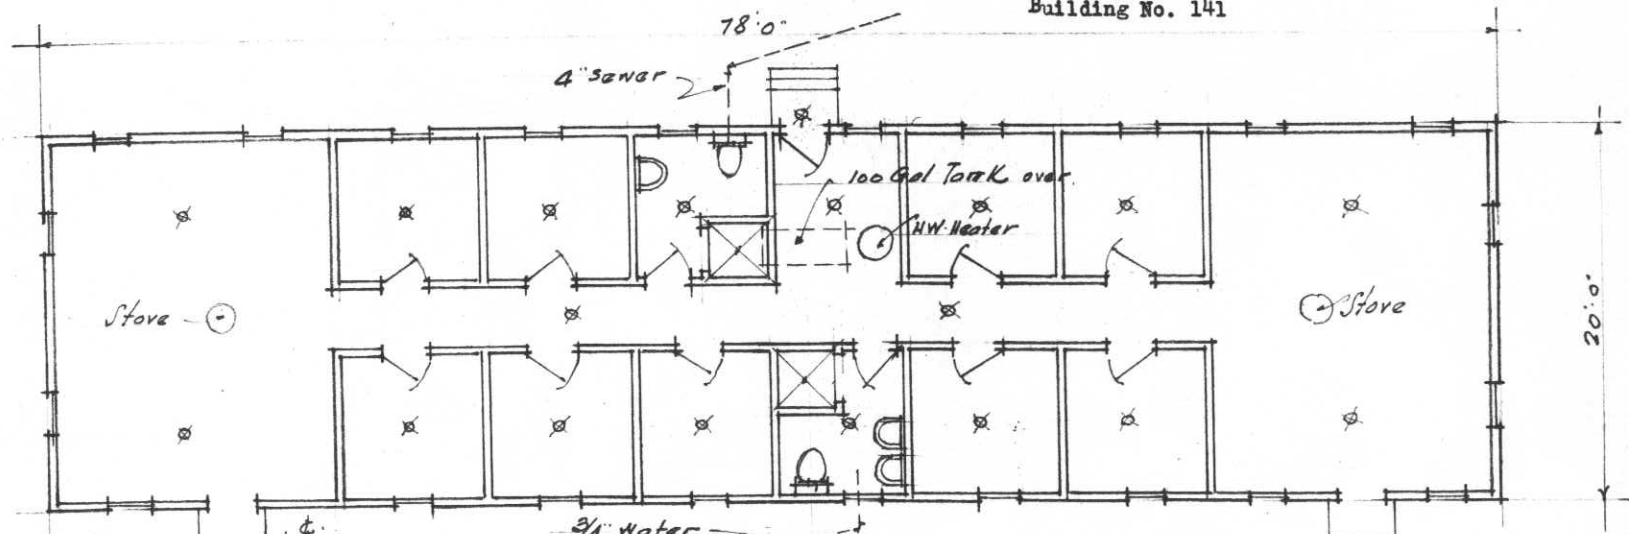 Building No. 141
78'0"
4" Sewer
100 Gal Tank over
HW. Heater
Stove
Stove
20'0"
℄
3/4" Water